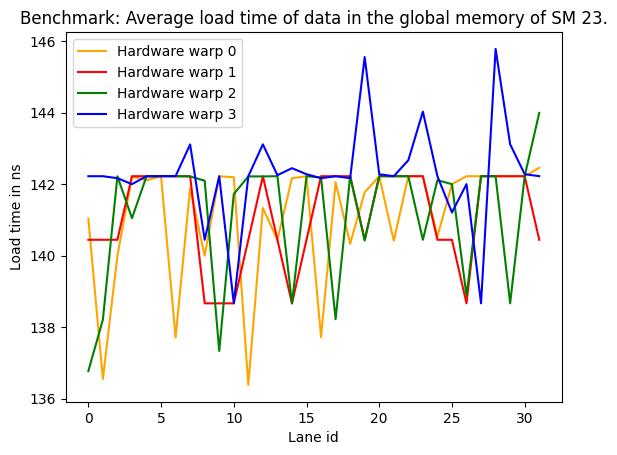 Benchmark: Average load time of data in the global memory of SM 23.
146
144
142
140
138
136
Load time in ns
Hardware warp 0
Hardware warp 1
Hardware warp 2
Hardware warp 3
0 5 10 15 20 25 30
Lane id